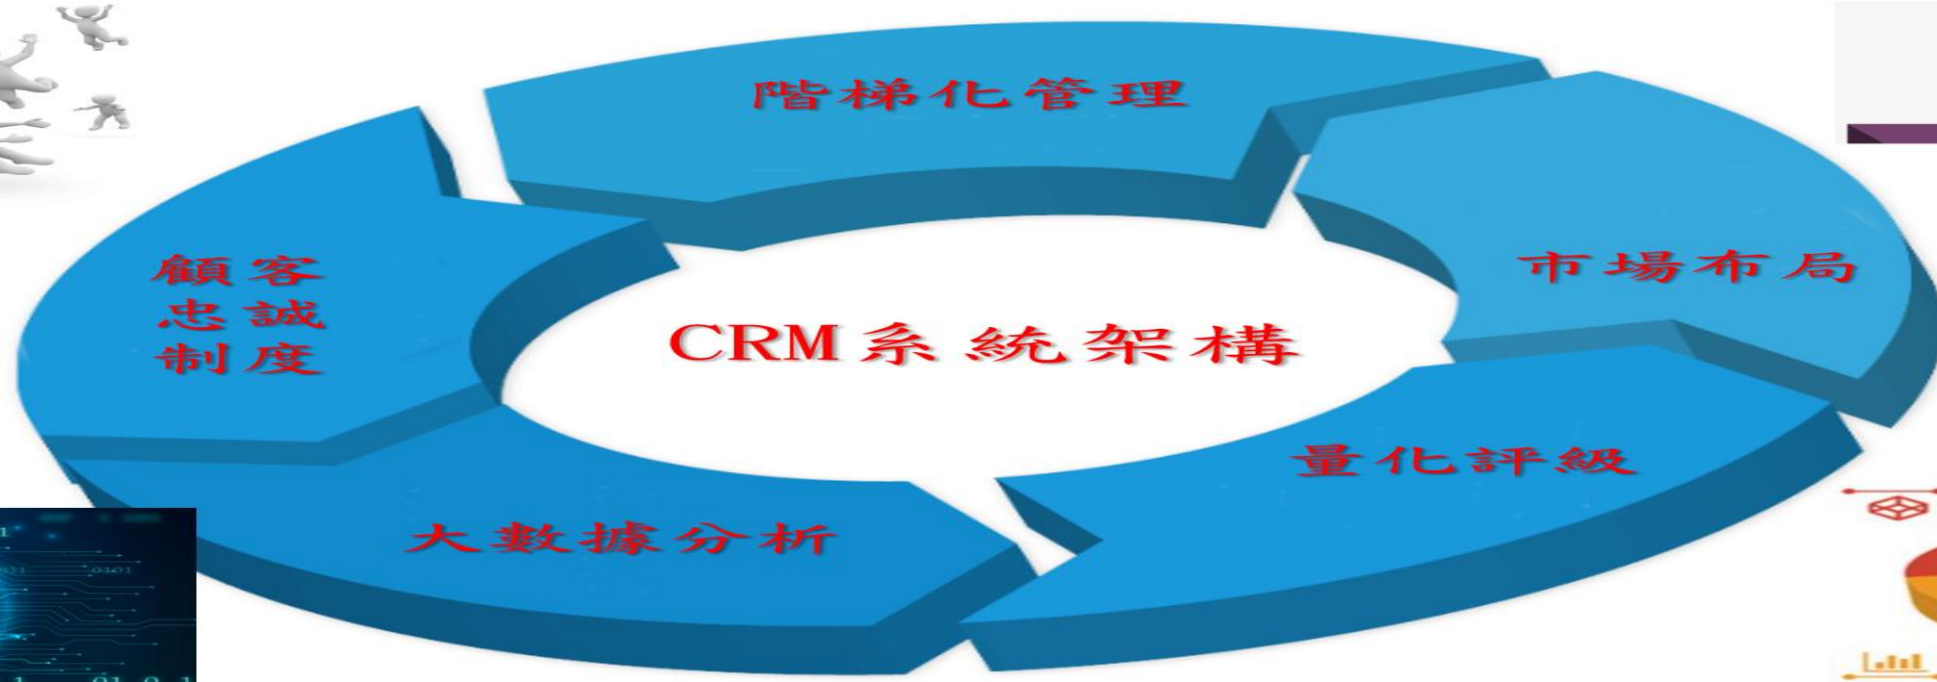 階梯化管理
市場布局
顧客
忠誠
制度
CRM系統架構
量化評級
大數據分析